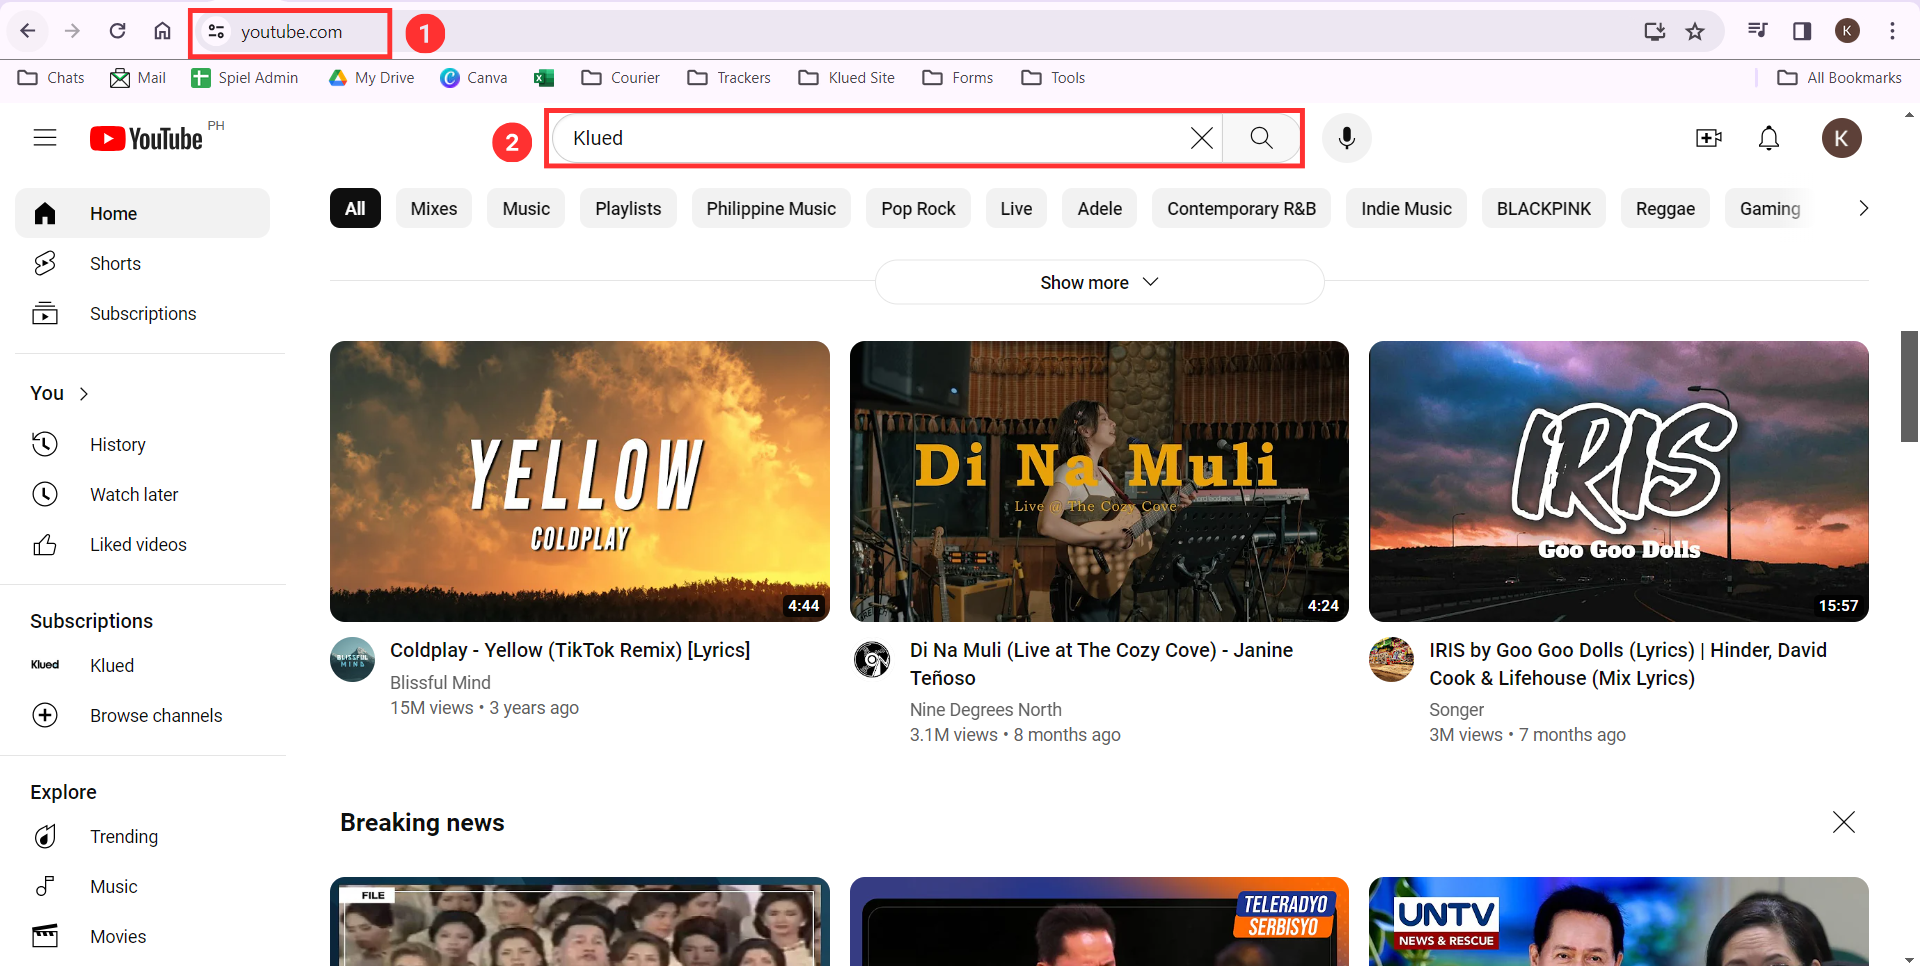 youtube.com
1
K
Chats
Mail
Spiel Admin
My Drive
Canva
Courier
Trackers
Klued Site
Forms
Tools
All Bookmarks
YouTube PH
2
Klued
K
Home
Shorts
Subscriptions
You
History
Watch later
Liked videos
Subscriptions
Klued
Klued
Browse channels
Explore
Trending
Music
Movies
All
Mixes
Music
Playlists
Philippine Music
Pop Rock
Live
Adele
Contemporary R&B
Indie Music
BLACKPINK
Reggae
Gaming
Show more
YELLOW
COLDPLAY
4:44
BLISSFUL
MIND
Coldplay - Yellow (TikTok Remix) [Lyrics]
Blissful Mind
15M views • 3 years ago
Di Na Muli
Live @ The Cozy Cove
4:24
Di Na Muli (Live at The Cozy Cove) - Janine
Teñoso
Nine Degrees North
3.1M views • 8 months ago
IRIS
Goo Goo Dolls
15:57
IRIS by Goo Goo Dolls (Lyrics) | Hinder, David
Cook & Lifehouse (Mix Lyrics)
Songer
3M views • 7 months ago
Breaking news
FILE
TELERADYO
SERBISYO
UNTV
NEWS & RESCUE